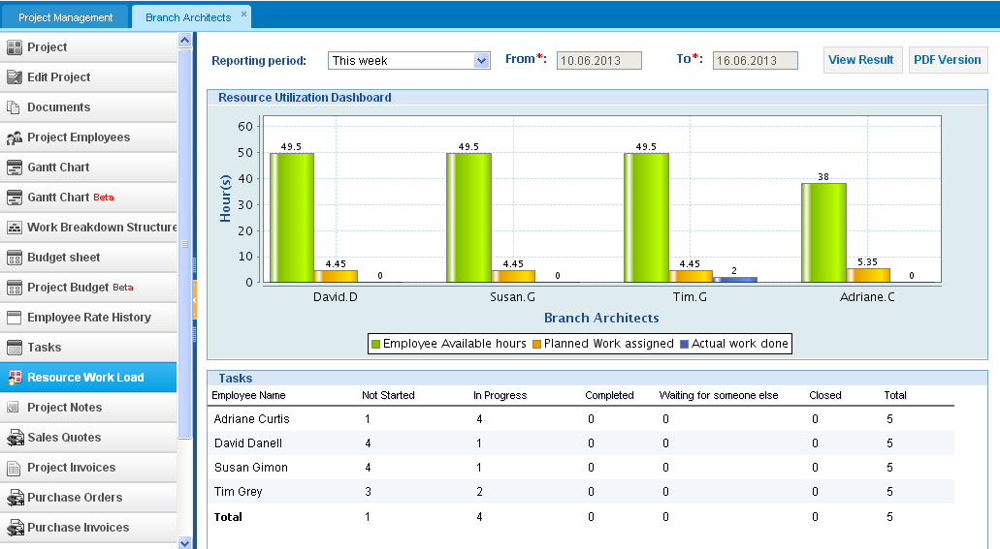 Project Management
Branch Architects ×
Project
Edit Project
Documents
Project Employees
Gantt Chart
Gantt Chart Beta
Work Breakdown Structure
Budget sheet
Project Budget Beta
Employee Rate History
Tasks
Resource Work Load
Project Notes
Sales Quotes
Project Invoices
Purchase Orders
Purchase Invoices
Reporting period: This week From*: 10.06.2013 To*: 16.06.2013 View Result PDF Version
Resource Utilization Dashboard
Hour(s)
60
50
40
30
20
10
0
49.5 4.45 0
49.5 4.45 0
49.5 4.45 2
38 5.35 0
David.D Susan.G Tim.G Adriane.C
Branch Architects
Employee Available hours Planned Work assigned Actual work done
Tasks
Employee Name Not Started In Progress Completed Waiting for someone else Closed Total
Adriane Curtis 1 4 0 0 0 5
David Danell 4 1 0 0 0 5
Susan Gimon 4 1 0 0 0 5
Tim Grey 3 2 0 0 0 5
Total 1 4 0 0 0 5